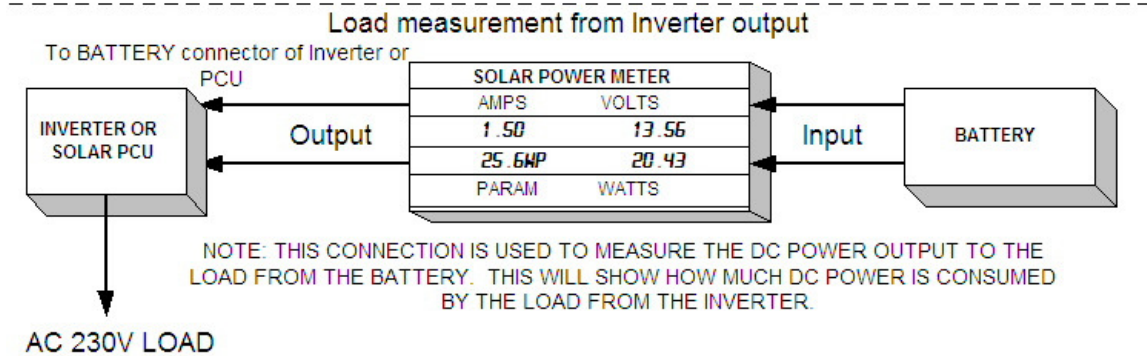 Load measurement from Inverter output
To BATTERY connector of Inverter or
PCU
SOLAR POWER METER
AMPS VOLTS
1.50 13.56
25.6WP 20.43
PARAM WATTS
INVERTER OR
SOLAR PCU
Output
Input
BATTERY
NOTE: THIS CONNECTION IS USED TO MEASURE THE DC POWER OUTPUT TO THE
LOAD FROM THE BATTERY. THIS WILL SHOW HOW MUCH DC POWER IS CONSUMED
BY THE LOAD FROM THE INVERTER.
AC 230V LOAD